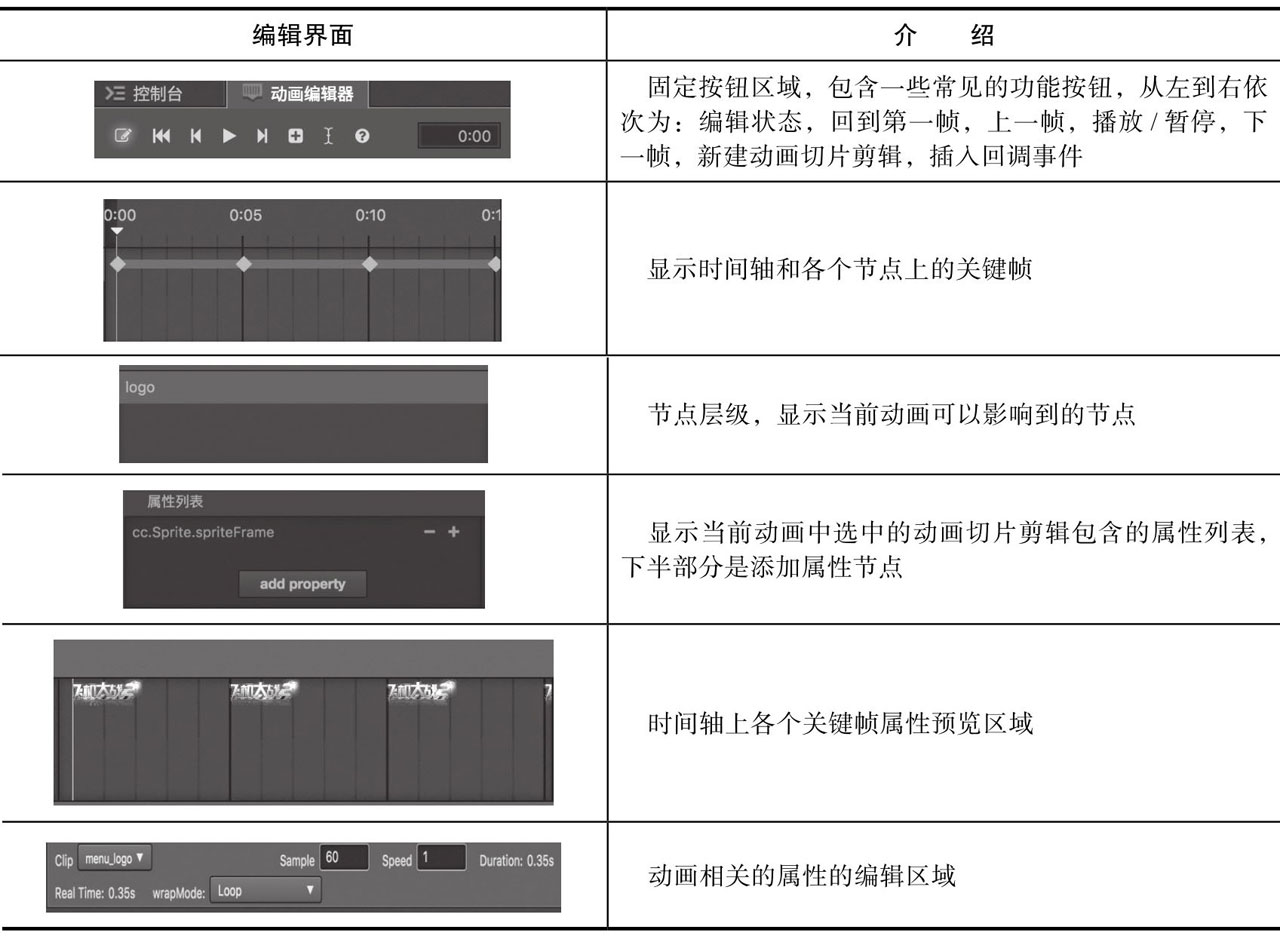 编辑界面
介 绍
控制台
动画编辑器
0:00
固定按钮区域，包含一些常见的功能按钮，从左到右依
次为：编辑状态，回到第一帧，上一帧，播放 / 暂停，下
一帧，新建动画切片剪辑，插入回调事件
0:00 0:05 0:10 0:1
显示时间轴和各个节点上的关键帧
logo
节点层级，显示当前动画可以影响到的节点
属性列表
cc.Sprite.spriteFrame
add property
显示当前动画中选中的动画切片剪辑包含的属性列表，
下半部分是添加属性节点
时间轴上各个关键帧属性预览区域
Clip menu_logo Sample 60 Speed 1 Duration: 0.35s
Real Time: 0.35s wrapMode: Loop
动画相关的属性的编辑区域